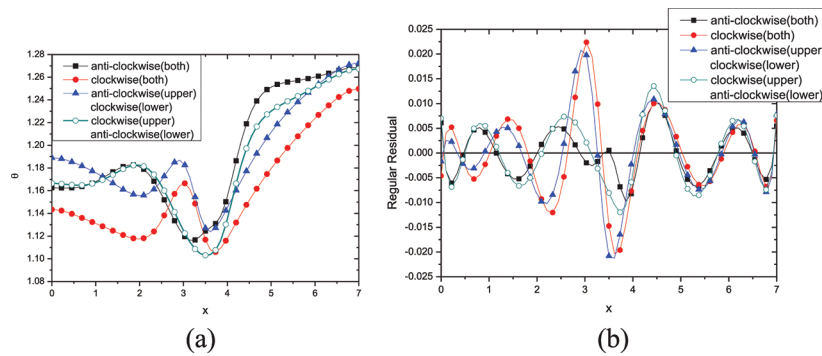 (a)
1.28
1.26
1.24
1.22
1.20
1.18
1.16
1.14
1.12
1.10
1.08
θ
anti-clockwise(both)
clockwise(both)
anti-clockwise(upper)
clockwise(lower)
clockwise(upper)
anti-clockwise(lower)
0 1 2 3 4 5 6 7
x
(a)
b)
0.025
0.020
0.015
0.010
0.005
0.000
-0.005
-0.010
-0.015
-0.020
-0.025
Regular Residual
anti-clockwise(both)
clockwise(both)
anti-clockwise(upper
clockwise(lower)
clockwise(upper)
anti-clockwise(lower)
0 1 2 3 4 5 6 7
x
(b)